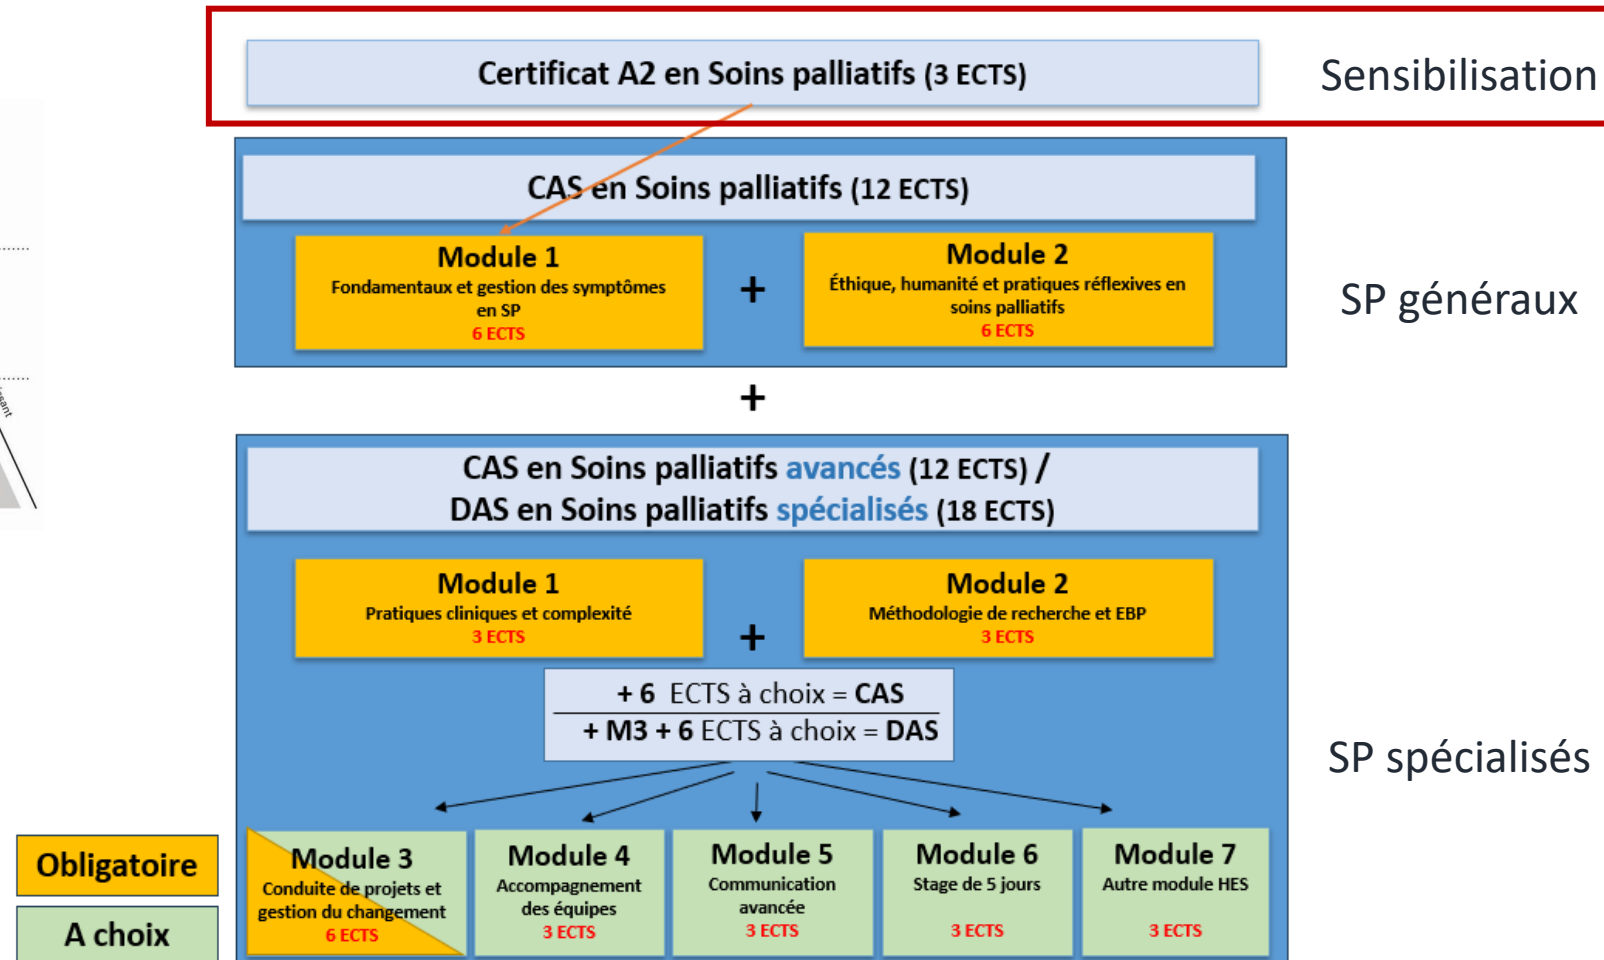 Certificat A2 en Soins palliatifs (3 ECTS)
Sensibilisation
CAS en Soins palliatifs (12 ECTS)
Module 1
Fondamentaux et gestion des symptômes
en SP
6 ECTS
+
Module 2
Éthique, humanité et pratiques réflexives en
soins palliatifs
6 ECTS
SP généraux
+
CAS en Soins palliatifs avancés (12 ECTS) /
DAS en Soins palliatifs spécialisés (18 ECTS)
Module 1
Pratiques cliniques et complexité
3 ECTS
+
Module 2
Méthodologie de recherche et EBP
3 ECTS
+ 6 ECTS à choix = CAS
+ M3 + 6 ECTS à choix = DAS
SP spécialisés
Module 3
Conduite de projets et
gestion du changement
6 ECTS
Module 4
Accompagnement
des équipes
3 ECTS
Module 5
Communication
avancée
3 ECTS
Module 6
Stage de 5 jours
3 ECTS
Module 7
Autre module HES
3 ECTS
Obligatoire
A choix